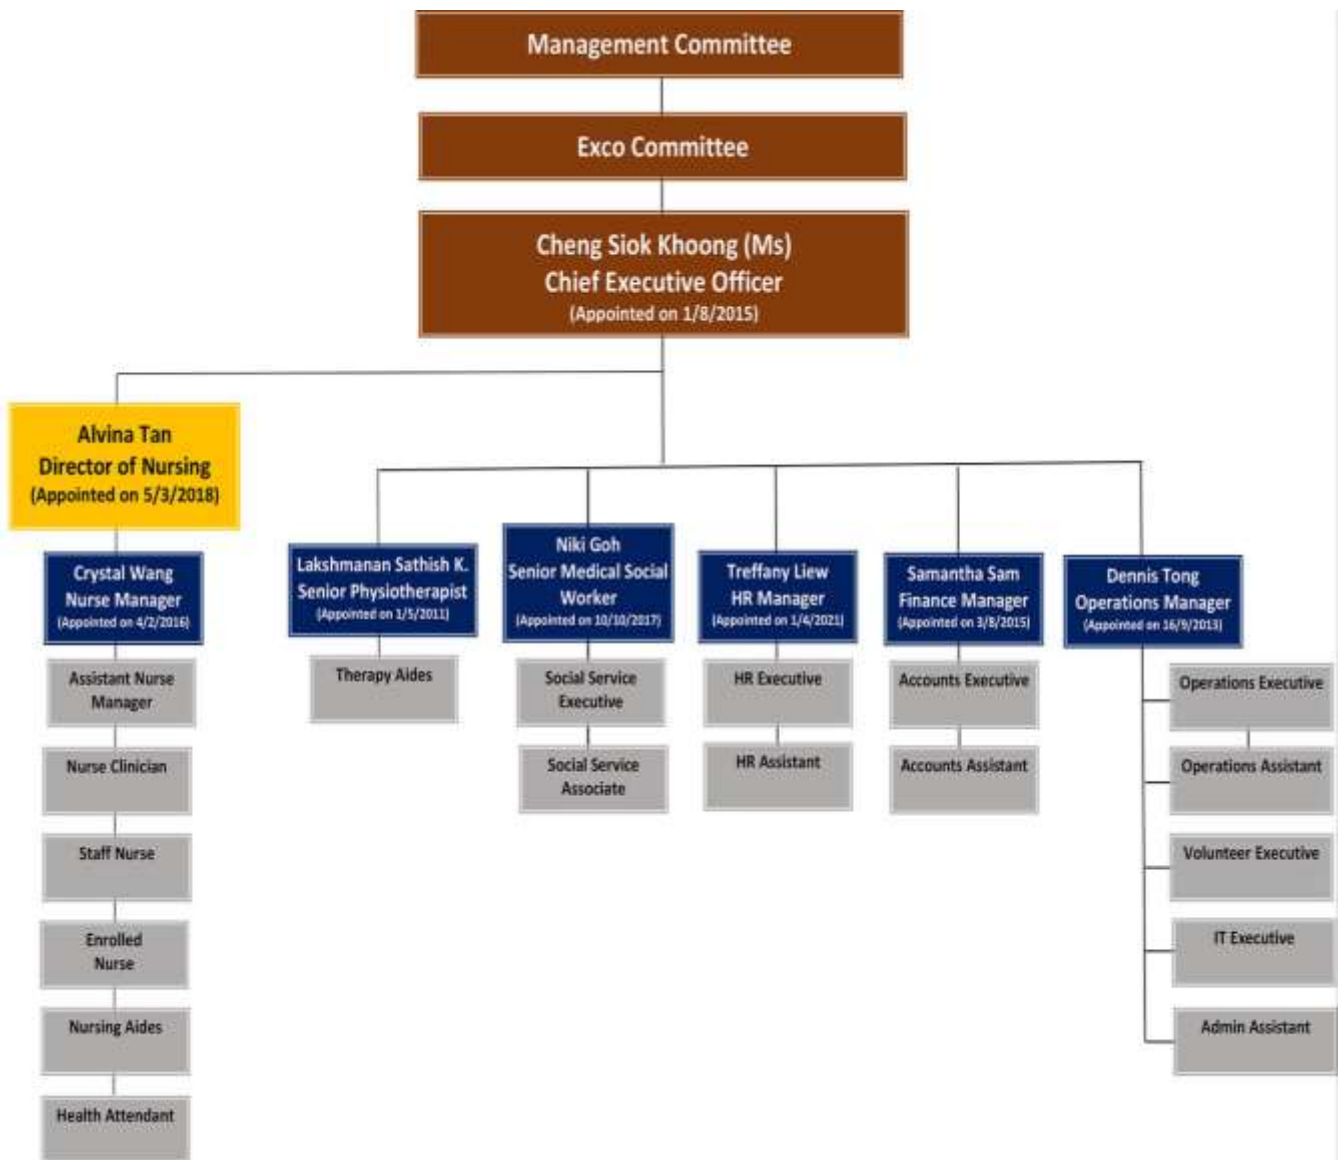 Management Committee
Exco Committee
Cheng Siok Khoong (Ms)
Chief Executive Officer
(Appointed on 1/8/2015)
Alvina Tan
Director of Nursing
(Appointed on 5/3/2018)
Crystal Wang
Nurse Manager
(Appointed on 4/2/2016)
Assistant Nurse
Manager
Nurse Clinician
Staff Nurse
Enrolled
Nurse
Nursing Aides
Health Attendant
Lakshmanan Sathish K.
Senior Physiotherapist
(Appointed on 1/5/2011)
Therapy Aides
Niki Goh
Senior Medical Social
Worker
(Appointed on 10/10/2017)
Social Service
Executive
Social Service
Associate
Treffany Liew
HR Manager
(Appointed on 1/4/2021)
HR Executive
HR Assistant
Samantha Sam
Finance Manager
(Appointed on 3/8/2015)
Accounts Executive
Accounts Assistant
Dennis Tong
Operations Manager
(Appointed on 16/9/2013)
Operations Executive
Operations Assistant
Volunteer Executive
IT Executive
Admin Assistant